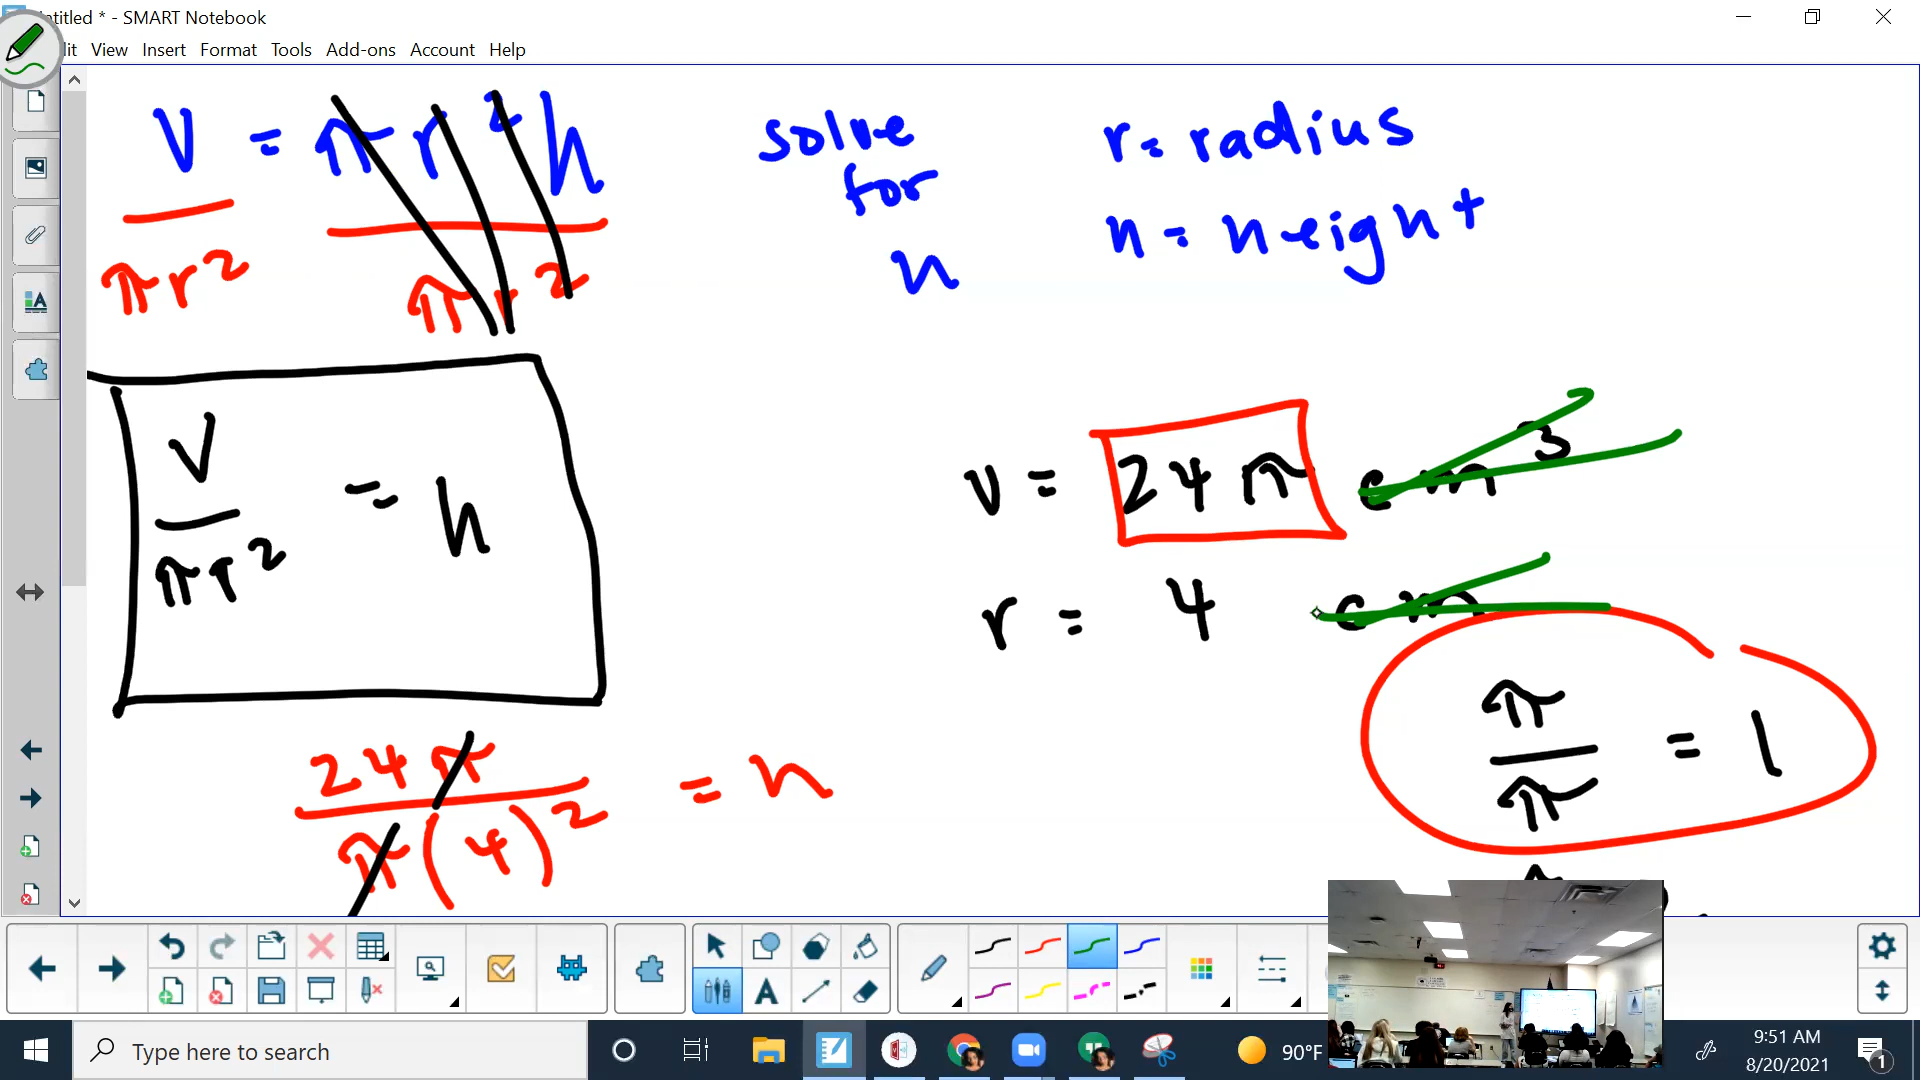 Untitled * - SMART Notebook
View Insert Format Tools Add-ons Account Help
V = πr²h
πr² πr²
solve
for
h
r = radius
h = height
V = h
πr²
V = 24π cm³
r = 4 cm
π = 1
π
24π = h
π(4)²
Type here to search
90°F
9:51 AM
8/20/2021
1